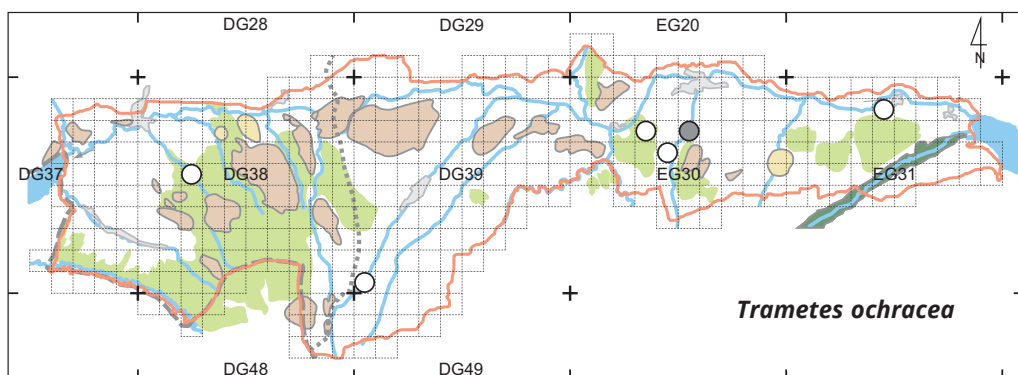 DG28 DG29 EG20
N
DG37 DG38 DG39 EG30 EG31
Trametes ochracea
DG48 DG49